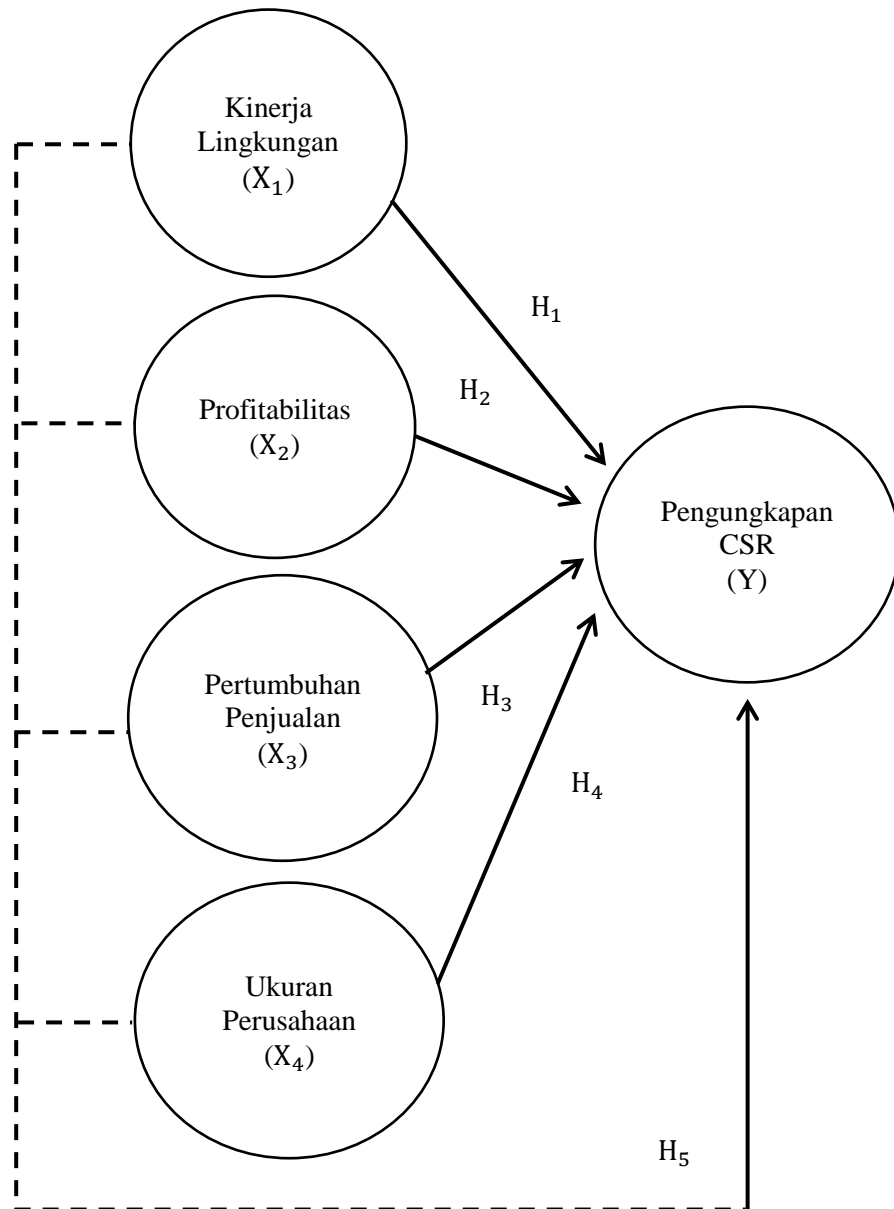 Kinerja
Lingkungan
(X₁)
H₁
Profitabilitas
(X₂)
H₂
Pengungkapan
CSR
(Y)
Pertumbuhan
Penjualan
(X₃)
H₃
H₄
Ukuran
Perusahaan
(X₄)
H₅